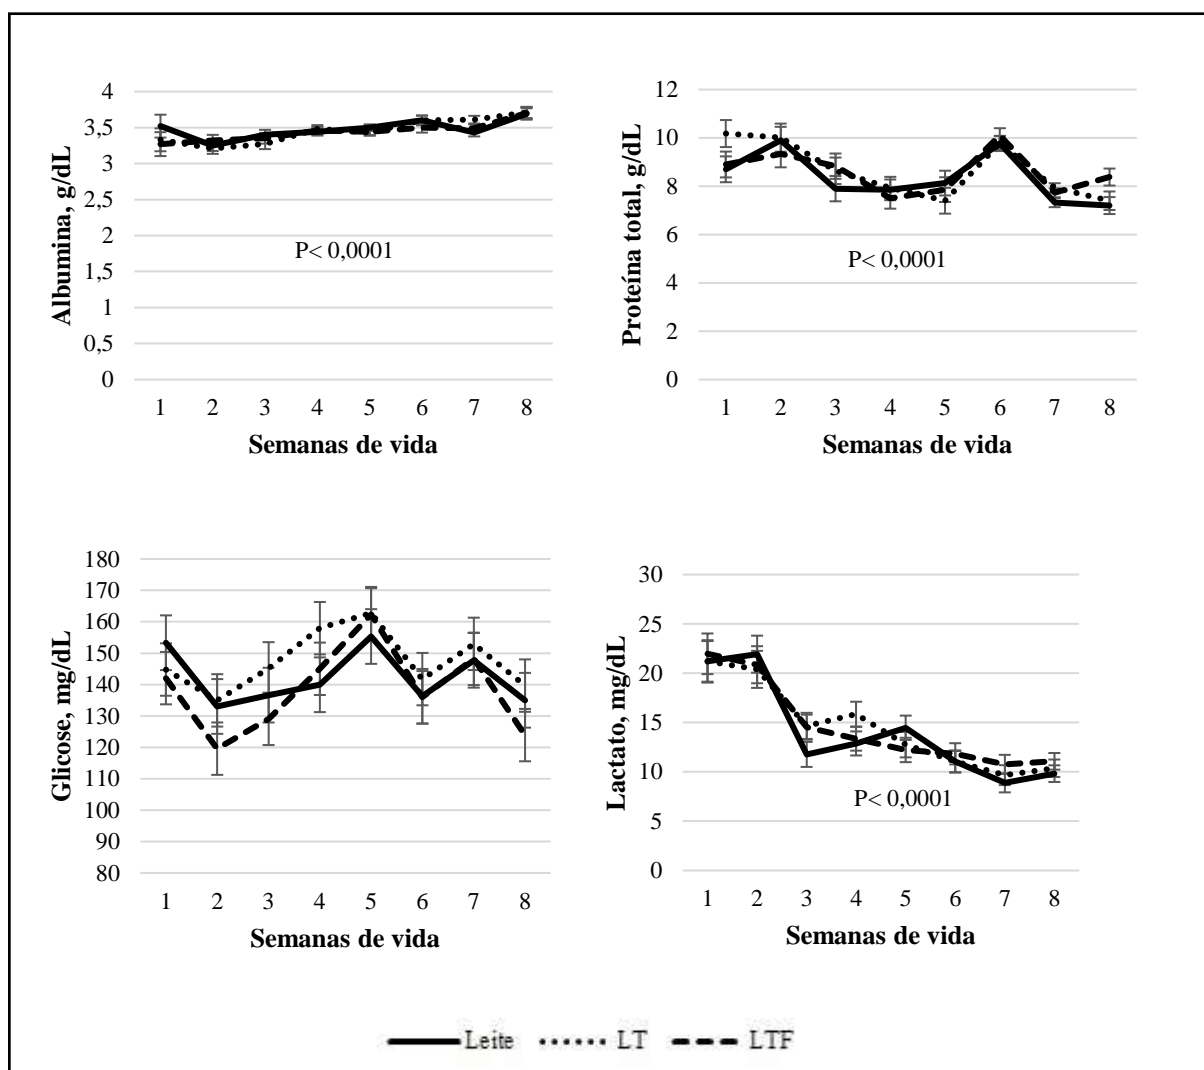 Albumina, g/dL
4
3,5
3
2,5
2
1,5
1
0,5
0
P< 0,0001
1 2 3 4 5 6 7 8
Semanas de vida
Proteína total, g/dL
12
10
8
6
4
2
0
P< 0,0001
1 2 3 4 5 6 7 8
Semanas de vida
Glicose, mg/dL
180
170
160
150
140
130
120
110
100
90
80
1 2 3 4 5 6 7 8
Semanas de vida
Lactato, mg/dL
30
25
20
15
10
5
0
P< 0,0001
1 2 3 4 5 6 7 8
Semanas de vida
Leite LT LTF